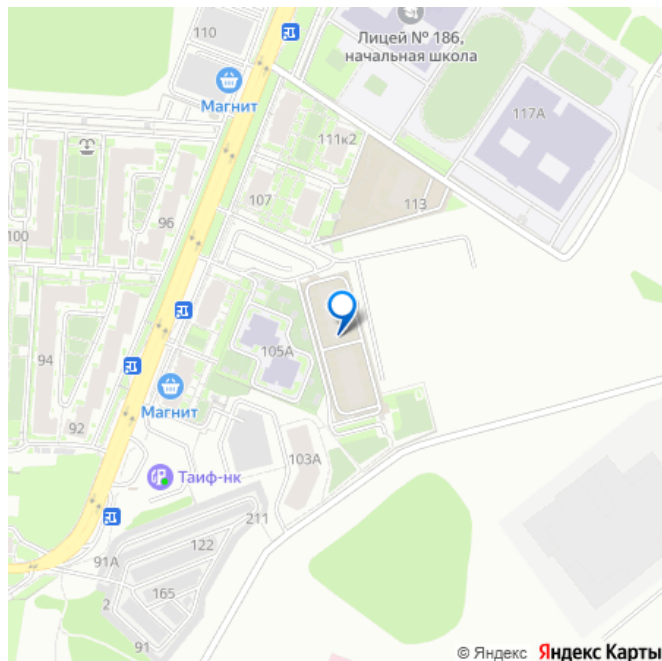 110
Лицей № 186,
начальная школа
Магнит
117А
111к2
107
113
96
100
105А
94
Магнит
92
103А
Таиф-нк
211
122
91А
165
2
91
© Яндекс Яндекс Карты